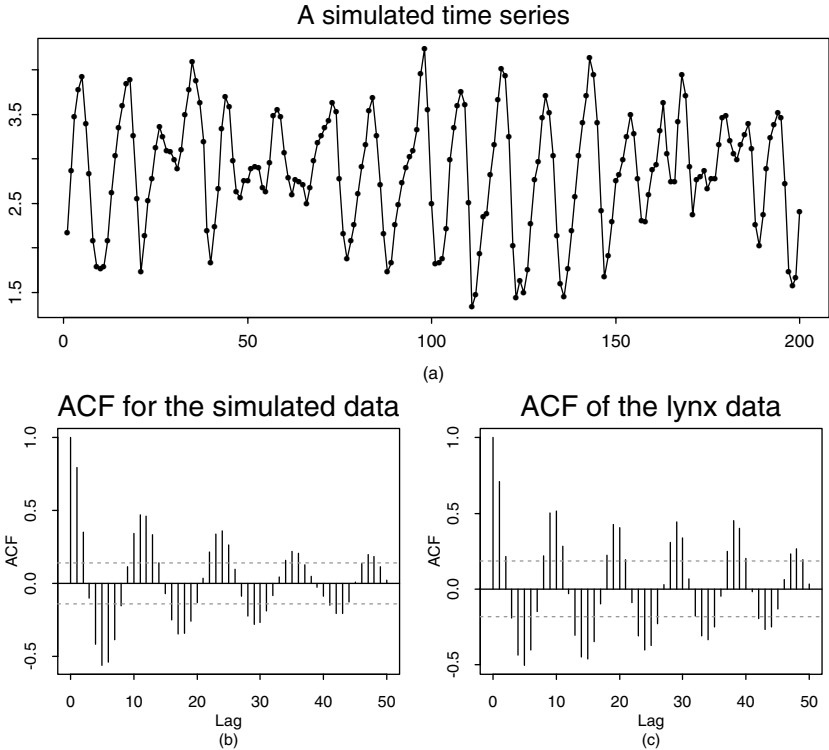 A simulated time series
3.5
2.5
1.5
0 50 100 150 200
(a)
ACF for the simulated data
1.0
0.5
0.0
-0.5
ACF
0 10 20 30 40 50
Lag
(b)
ACF of the lynx data
1.0
0.5
0.0
-0.5
ACF
0 10 20 30 40 50
Lag
(c)